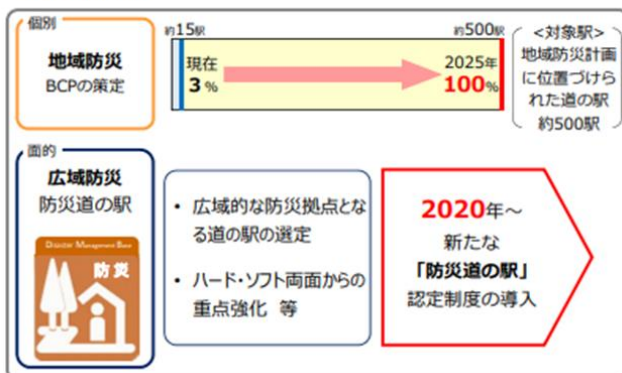 個別
地域防災
BCPの策定
約15駅
約500駅
現在
3 %
2025年
100%
<対象駅>
地域防災計画
に位置づけら
れた道の駅
約500駅
面的
広域防災
防災道の駅
Disaster Management Base
防災
• 広域的な防災拠点とな
る道の駅の選定
• ハード・ソフト両面からの
重点強化 等
2020年～
新たな
「防災道の駅」
認定制度の導入